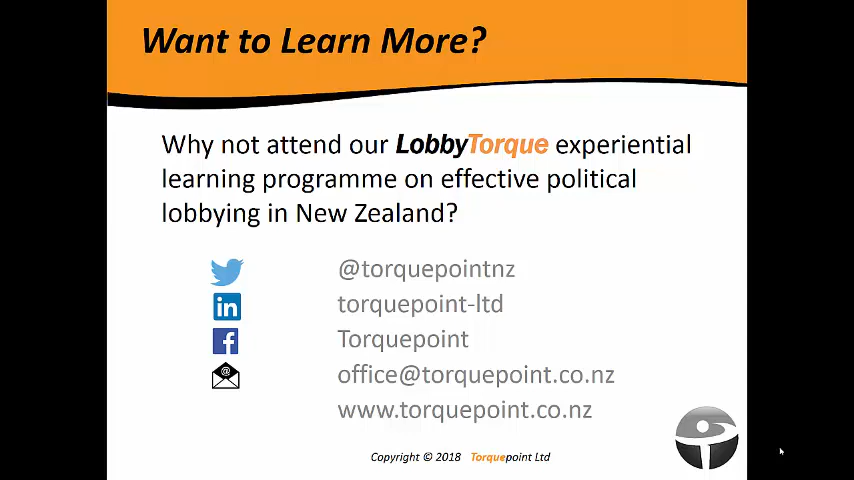 Want to Learn More?
Why not attend our LobbyTorque experiential
learning programme on effective political
lobbying in New Zealand?
@torquepointnz
in torquepoint-ltd
f Torquepoint
@ office@torquepoint.co.nz
www.torquepoint.co.nz
Copyright © 2018 Torquepoint Ltd